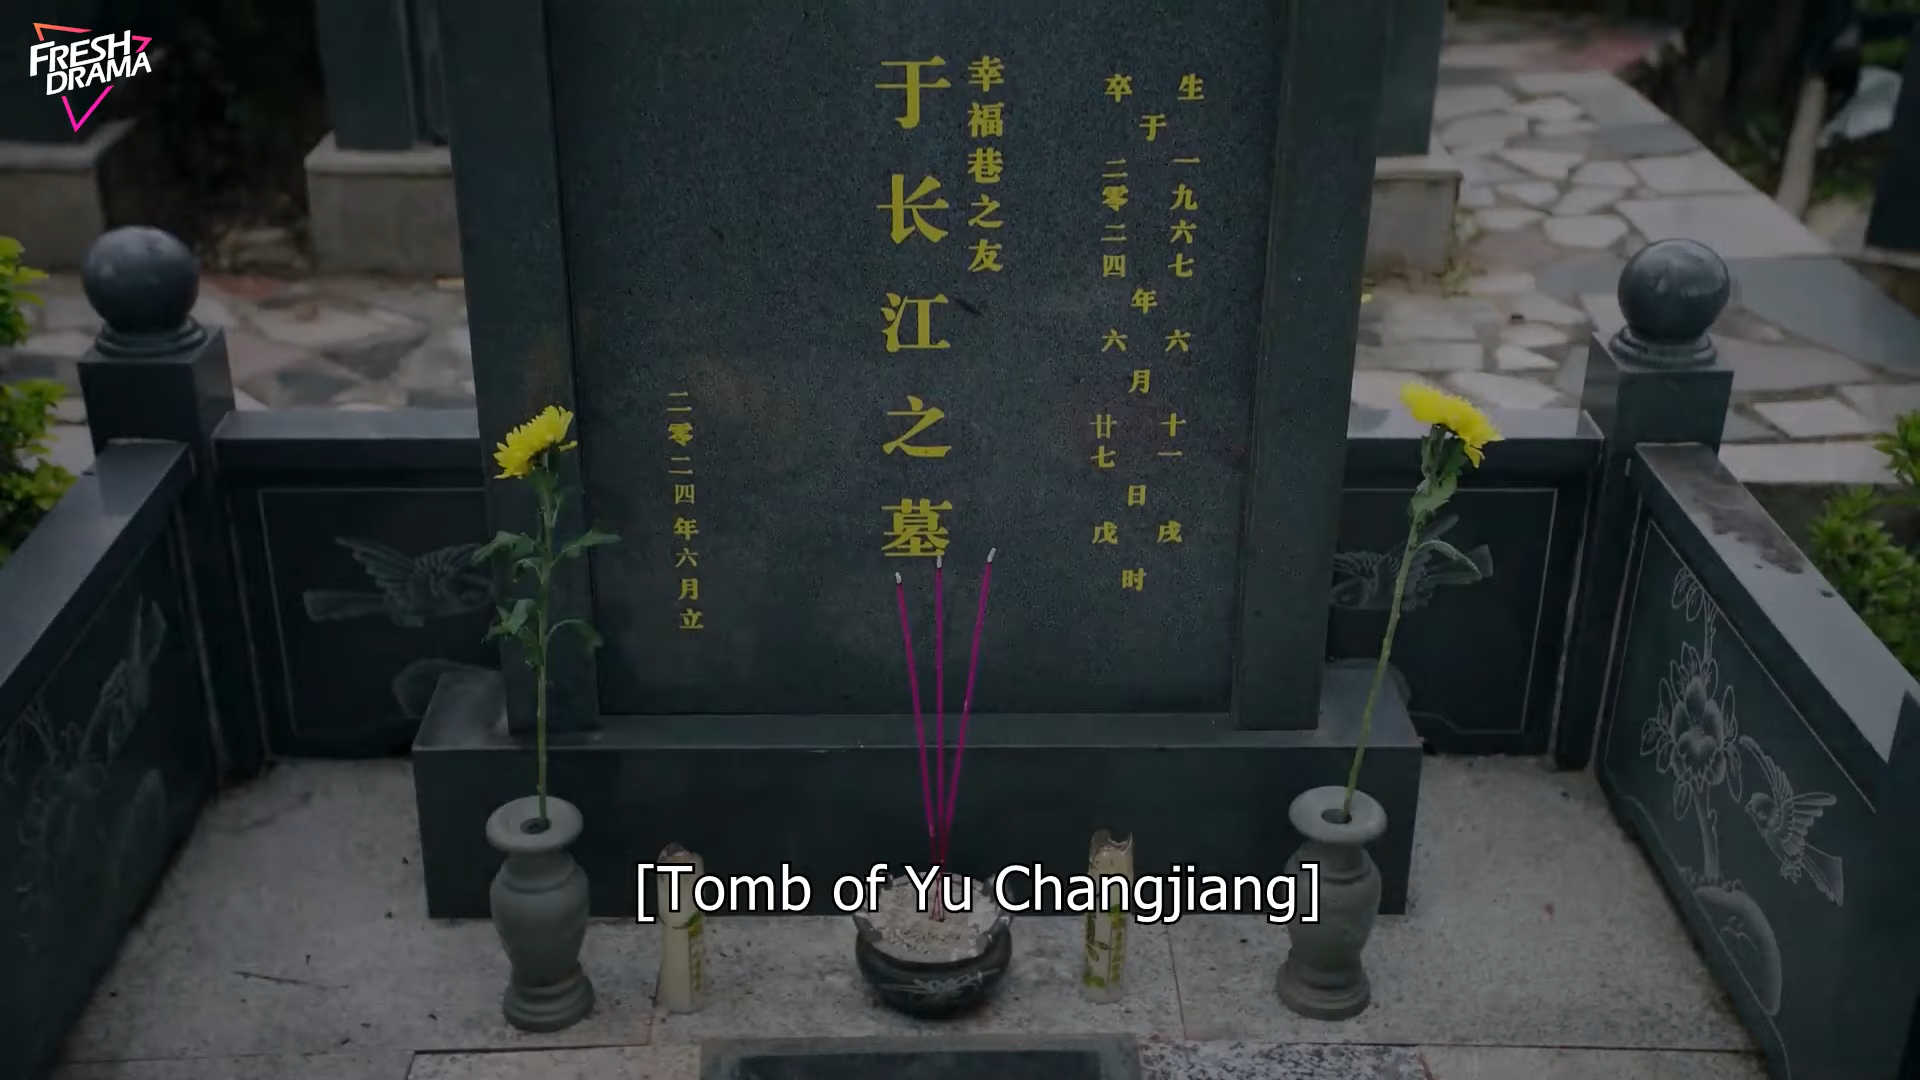 FRESH
DRAMA
生于一九六七年六月十一日戌时
卒于二零二四年六月廿七日戊时
幸福巷之友
于长江之墓
二零二四年六月立
[Tomb of Yu Changjiang]